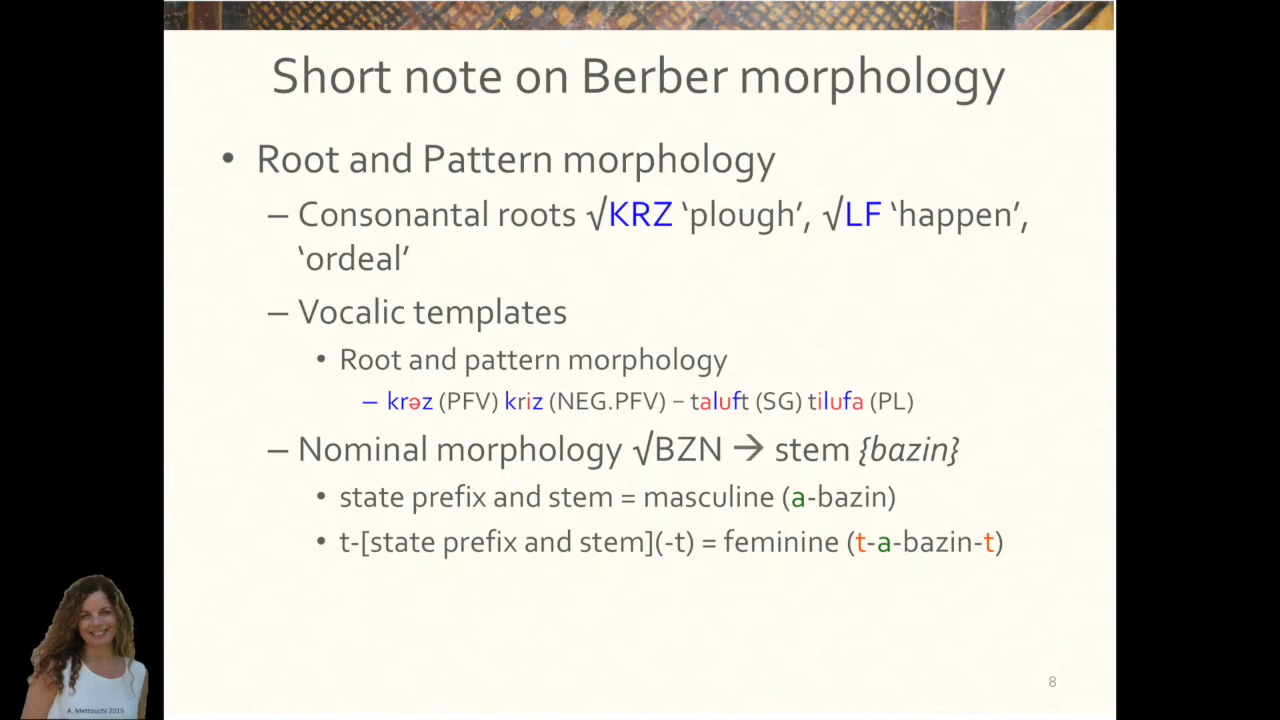 Short note on Berber morphology
• Root and Pattern morphology
– Consonantal roots √KRZ ‘plough’, √LF ‘happen’,
‘ordeal’
– Vocalic templates
• Root and pattern morphology
– krəz (PFV) kriz (NEG.PFV) – taluft (SG) tilufa (PL)
– Nominal morphology √BZN → stem {bazin}
• state prefix and stem = masculine (a-bazin)
• t-[state prefix and stem](-t) = feminine (t-a-bazin-t)
A. Mettouchi 2019
8